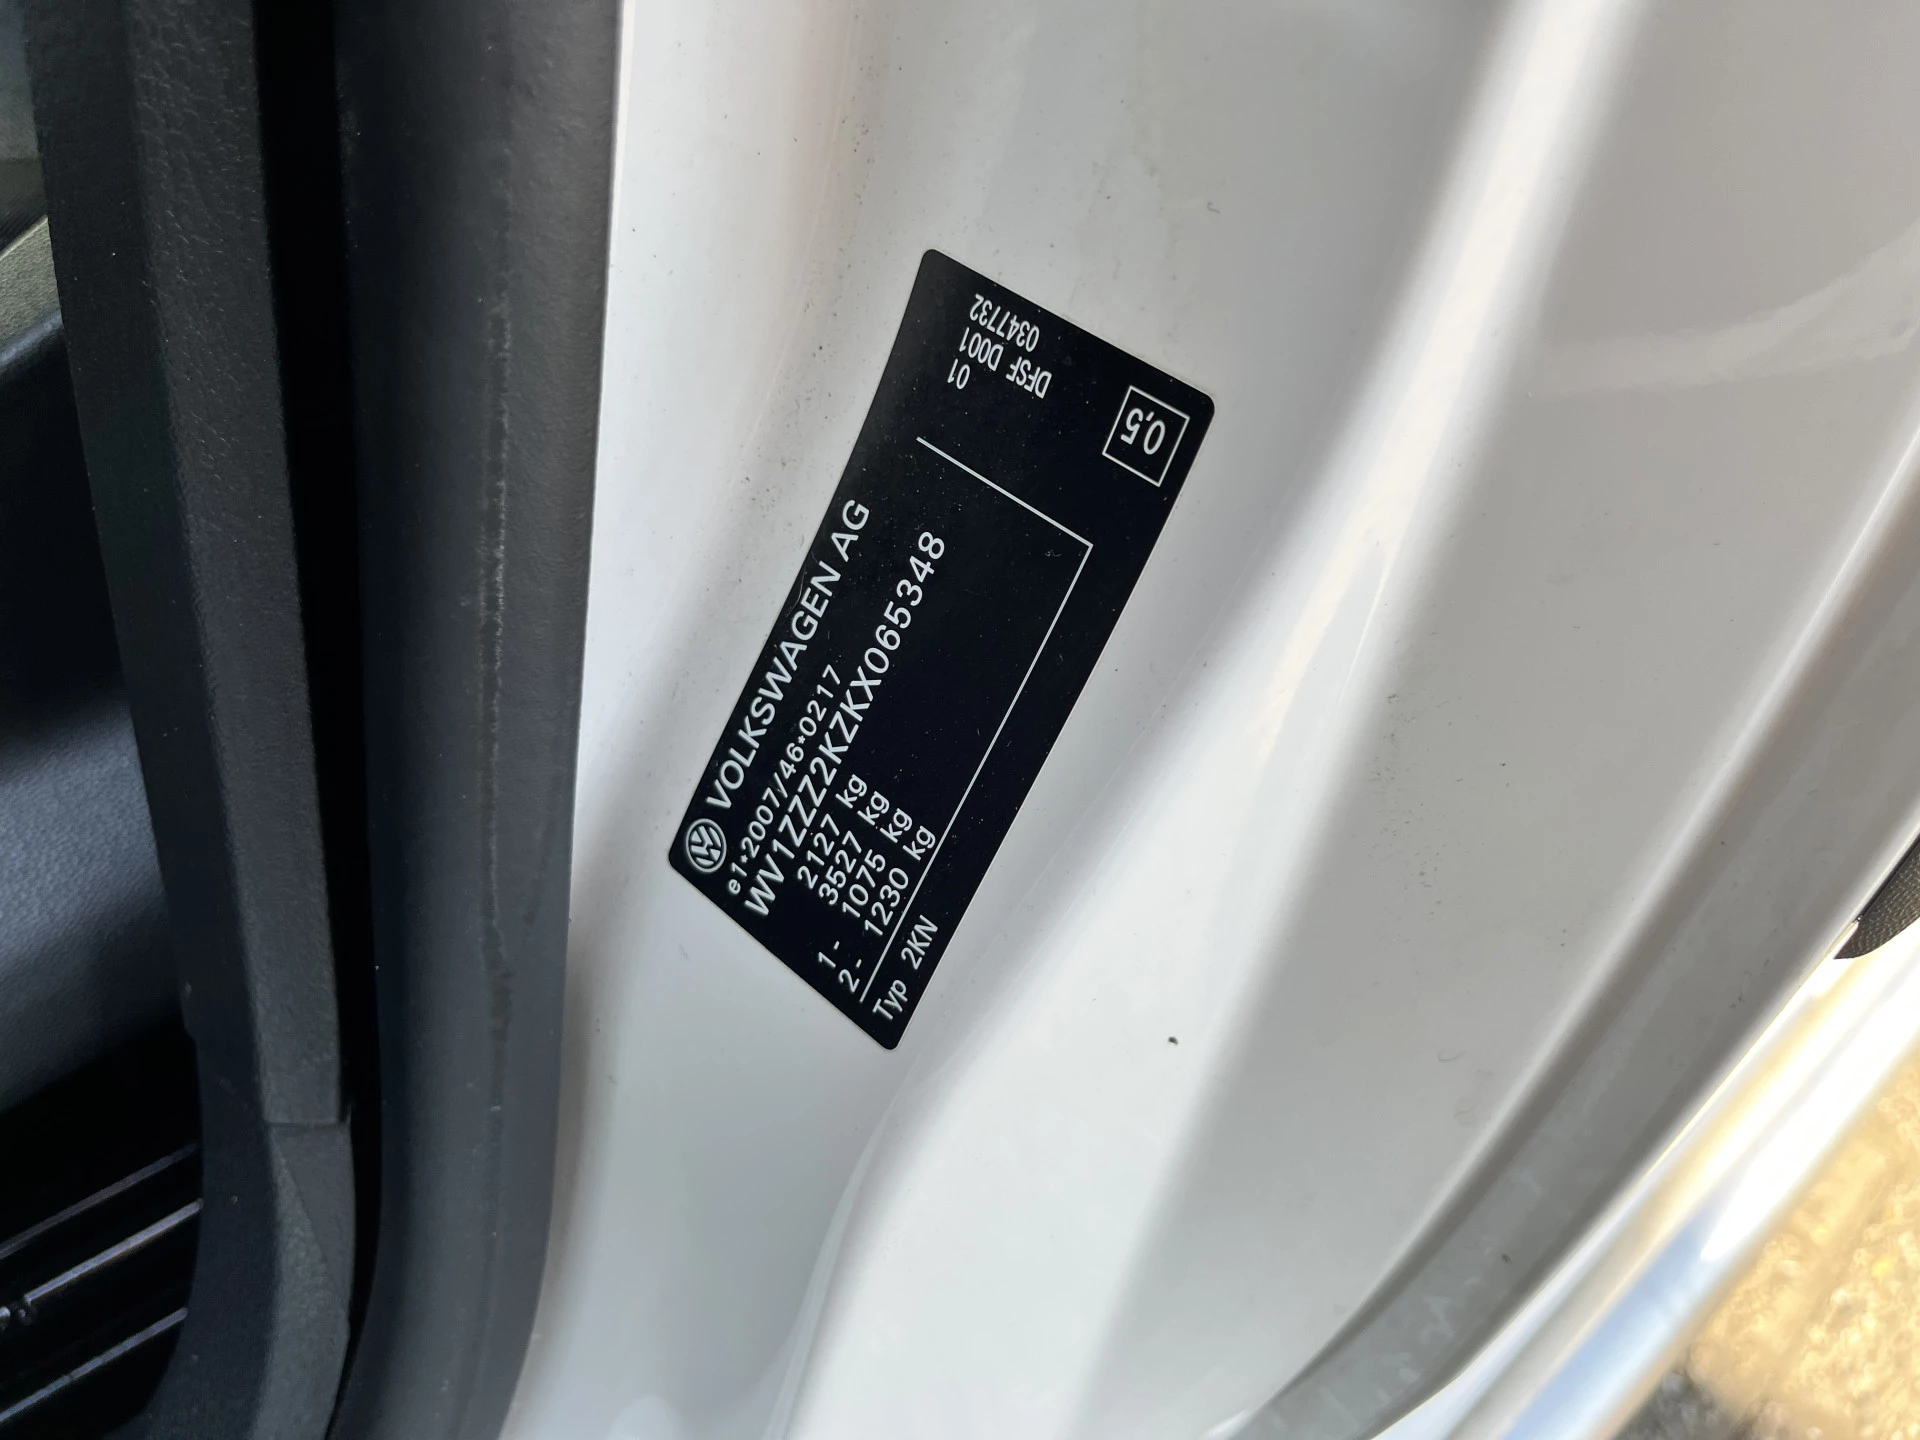 VOLKSWAGEN AG
e1*2007/46*0217
WV1ZZZ2KZKX065348
2127 kg
3527 kg
1- 1075 kg
2- 1230 kg
Typ 2KN
01
D001
DFSF 0347732
0,5